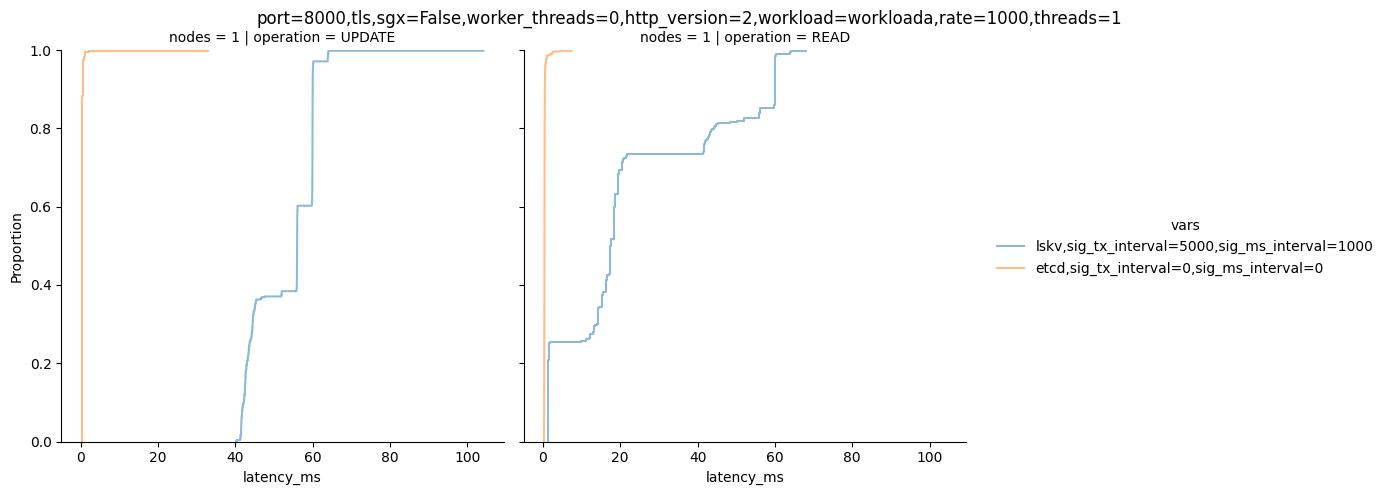 port=8000,tls,sgx=False,worker_threads=0,http_version=2,workload=workloada,rate=1000,threads=1
nodes = 1 | operation = UPDATE
nodes = 1 | operation = READ
1.0
0.8
0.6
0.4
0.2
0.0
Proportion
0 20 40 60 80 100
0 20 40 60 80 100
latency_ms
latency_ms
vars
lskv,sig_tx_interval=5000,sig_ms_interval=1000
etcd,sig_tx_interval=0,sig_ms_interval=0